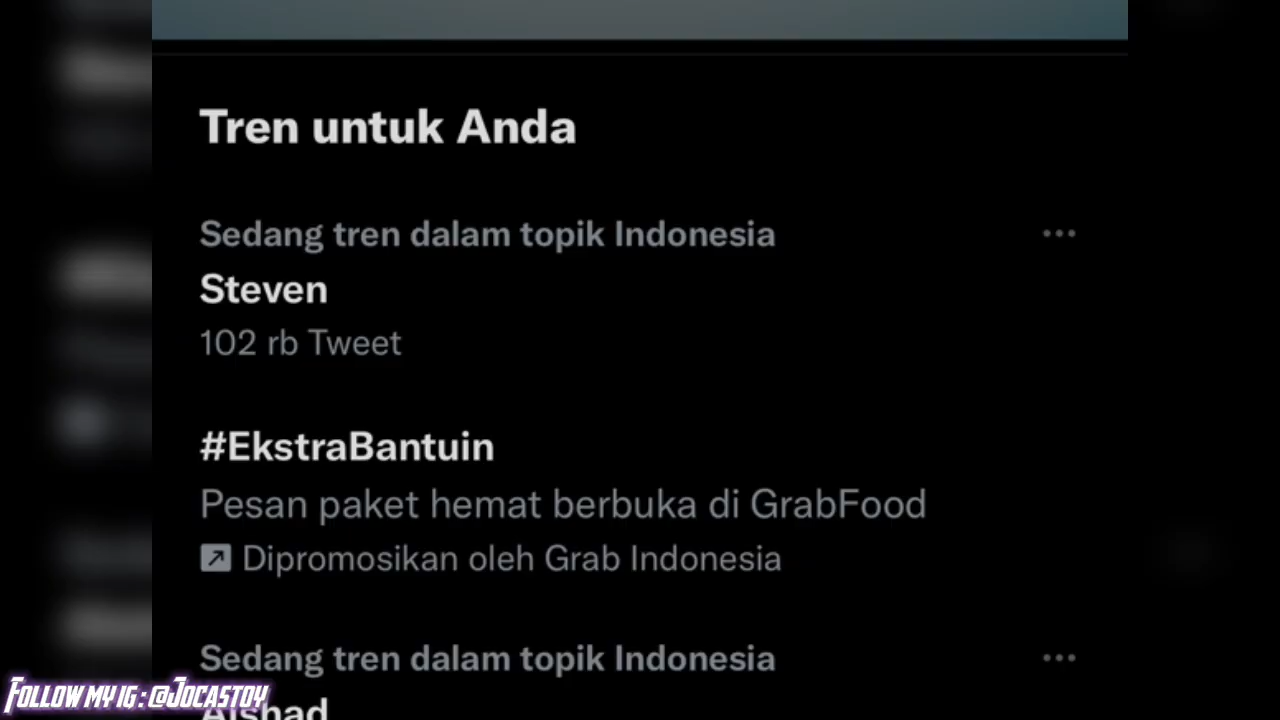 Tren untuk Anda
Sedang tren dalam topik Indonesia
Steven
102 rb Tweet
#EkstraBantuin
Pesan paket hemat berbuka di GrabFood
Dipromosikan oleh Grab Indonesia
Sedang tren dalam topik Indonesia
FOLLOW MY IG : @JOCASTOY